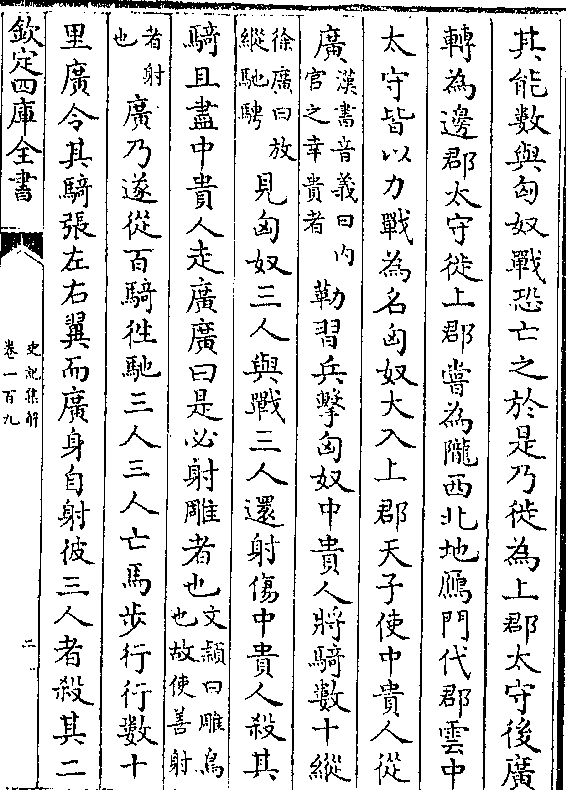 其能數與匈奴戰恐亡之於是乃徙為上郡太守後廣
轉為邊郡太守徙上郡嘗為隴西北地鴈門代郡雲中
太守皆以力戰為名匈奴大入上郡天子使中貴人從
廣漢書音義曰內官之幸貴者勒習兵擊匈奴中貴人將騎數十縱
徐廣曰放縱馳騁見匈奴三人與戰三人還射傷中貴人殺其
騎且盡中貴人走廣廣曰是必射雕者也文穎曰雕鳥也故使善射
者射也廣乃遂從百騎往馳三人三人亡馬步行行數十
里廣令其騎張左右翼而廣身自射彼三人者殺其二
欽定四庫全書
史記集解
卷一百九
二